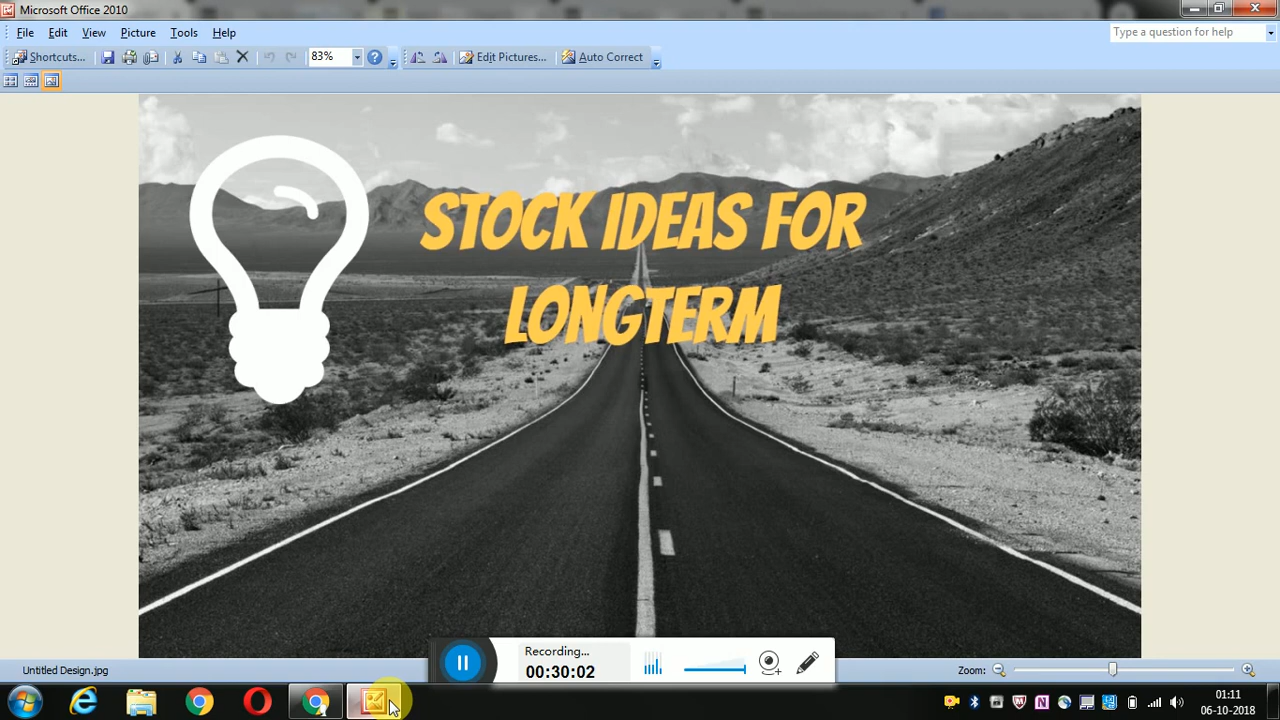 Microsoft Office 2010
File Edit View Picture Tools Help
Type a question for help
Shortcuts... 83% Edit Pictures... Auto Correct
STOCK IDEAS FOR
LONGTERM
Recording...
00:30:02
Untitled Design.jpg
Zoom:
01:11
06-10-2018